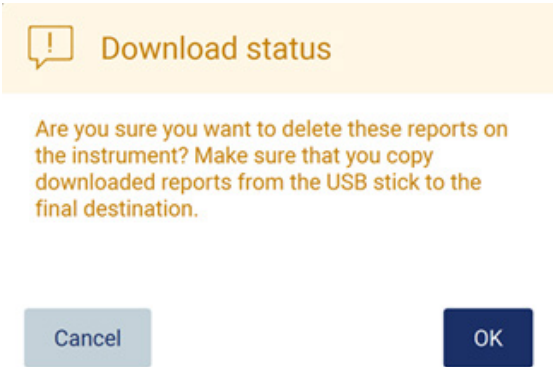 !
Download status
Are you sure you want to delete these reports on
the instrument? Make sure that you copy
downloaded reports from the USB stick to the
final destination.
Cancel
OK